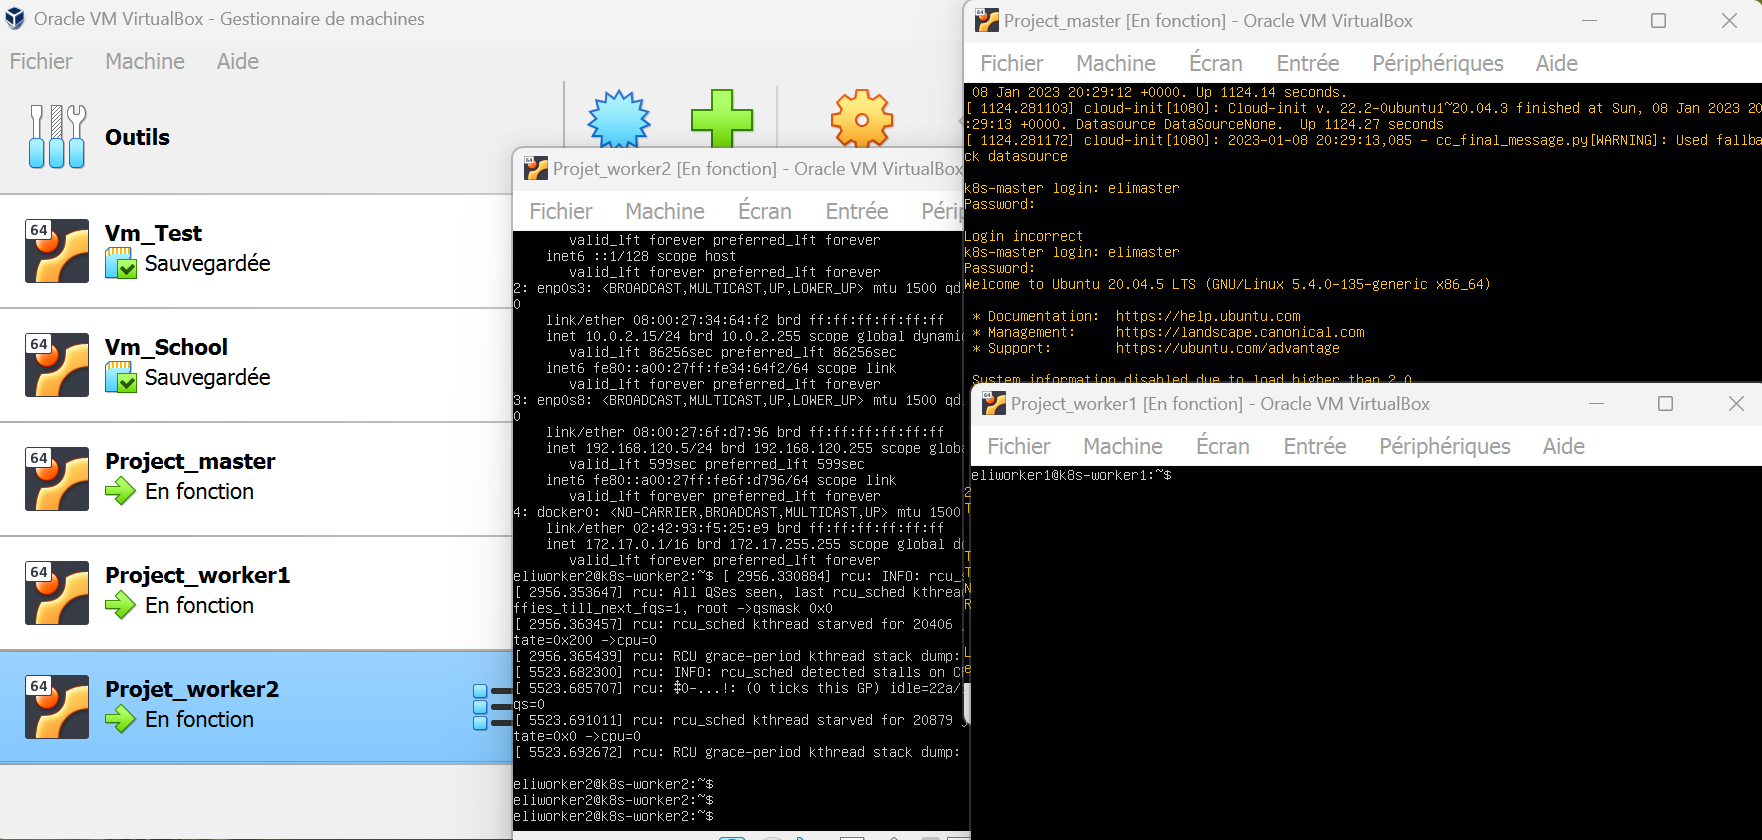 Oracle VM VirtualBox - Gestionnaire de machines
Fichier Machine Aide
Outils
64
Vm_Test
Sauvegardée
64
Vm_School
Sauvegardée
64
Project_master
En fonction
64
Project_worker1
En fonction
64
Projet_worker2
En fonction
Projet_worker2 [En fonction] - Oracle VM VirtualBox
Fichier Machine Écran Entrée Péri
valid_lft forever preferred_lft forever
inet6 ::1/128 scope host
valid_lft forever preferred_lft forever
2: enp0s3: <BROADCAST,MULTICAST,UP,LOWER_UP> mtu 1500 qd
0
link/ether 08:00:27:34:64:f2 brd ff:ff:ff:ff:ff:ff
inet 10.0.2.15/24 brd 10.0.2.255 scope global dynami
valid_lft 86256sec preferred_lft 86256sec
inet6 fe80::a00:27ff:fe34:64f2/64 scope link
valid_lft forever preferred_lft forever
3: enp0s8: <BROADCAST,MULTICAST,UP,LOWER_UP> mtu 1500 qd
0
link/ether 08:00:27:6f:d7:96 brd ff:ff:ff:ff:ff:ff
inet 192.168.120.5/24 brd 192.168.120.255 scope glob
valid_lft 599sec preferred_lft 599sec
inet6 fe80::a00:27ff:fe6f:d796/64 scope link
valid_lft forever preferred_lft forever
4: docker0: <NO-CARRIER,BROADCAST,MULTICAST,UP> mtu 1500
link/ether 02:42:93:f5:25:e9 brd ff:ff:ff:ff:ff:ff
inet 172.17.0.1/16 brd 172.17.255.255 scope global d
valid_lft forever preferred_lft forever
eliworker2@k8s-worker2:~$ [ 2956.330884] rcu: INFO: rcu_
[ 2956.353647] rcu: All QSes seen, last rcu_sched kthrea
ffies_till_next_fqs=1, root ->qsmask 0x0
[ 2956.363457] rcu: rcu_sched kthread starved for 20406
tate=0x200 ->cpu=0
[ 2956.365439] rcu: RCU grace-period kthread stack dump:
[ 5523.682300] rcu: INFO: rcu_sched detected stalls on C
[ 5523.685707] rcu: 0-...!: (0 ticks this GP) idle=22a/
qs=0
[ 5523.691011] rcu: rcu_sched kthread starved for 20879
tate=0x0 ->cpu=0
[ 5523.692672] rcu: RCU grace-period kthread stack dump:
eliworker2@k8s-worker2:~$
eliworker2@k8s-worker2:~$
eliworker2@k8s-worker2:~$
Project_master [En fonction] - Oracle VM VirtualBox
Fichier Machine Écran Entrée Périphériques Aide
08 Jan 2023 20:29:12 +0000. Up 1124.14 seconds.
[ 1124.281103] cloud-init[1080]: Cloud-init v. 22.2-0ubuntu1~20.04.3 finished at Sun, 08 Jan 2023 20
:29:13 +0000. Datasource DataSourceNone.  Up 1124.27 seconds
[ 1124.281172] cloud-init[1080]: 2023-01-08 20:29:13,085 - cc_final_message.py[WARNING]: Used fallba
ck datasource
k8s-master login: elimaster
Password:
Login incorrect
k8s-master login: elimaster
Password:
Welcome to Ubuntu 20.04.5 LTS (GNU/Linux 5.4.0-135-generic x86_64)
* Documentation:  https://help.ubuntu.com
* Management:     https://landscape.canonical.com
* Support:        https://ubuntu.com/advantage
System information disabled due to load higher than 2.0
Project_worker1 [En fonction] - Oracle VM VirtualBox
Fichier Machine Écran Entrée Périphériques Aide
eliworker1@k8s-worker1:~$